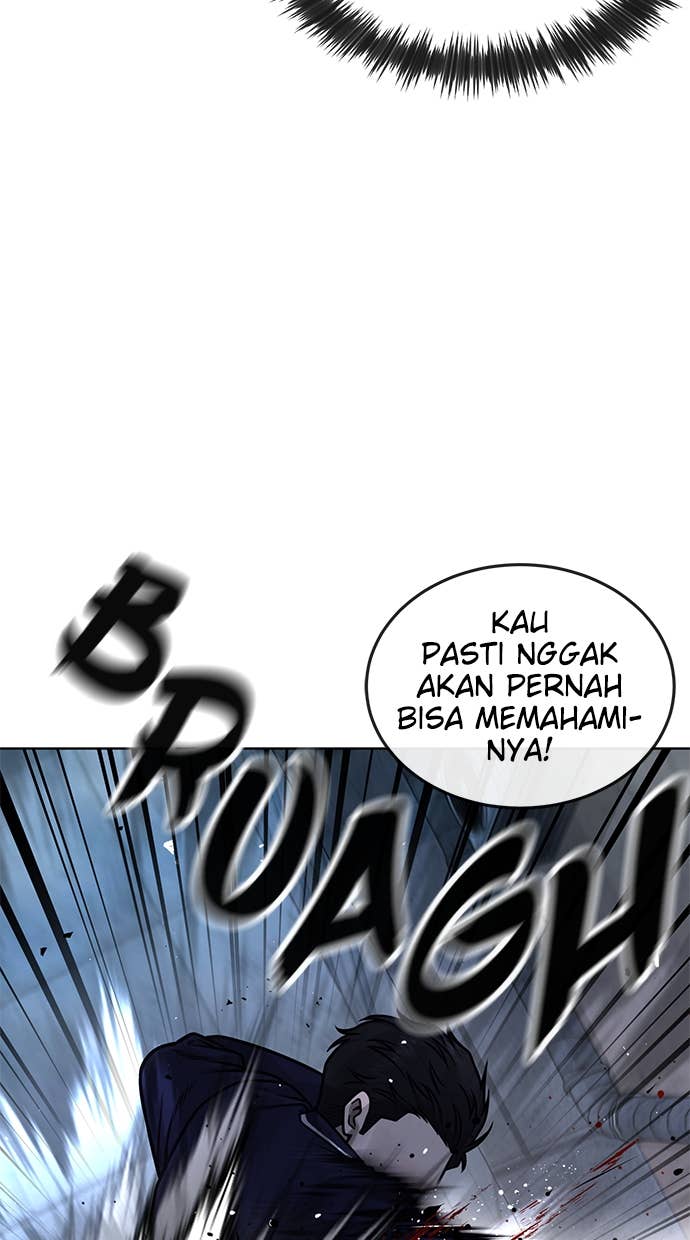 BRUAGH
KAU
PASTI NGGAK
AKAN PERNAH
BISA MEMAHAMI-
NYA!